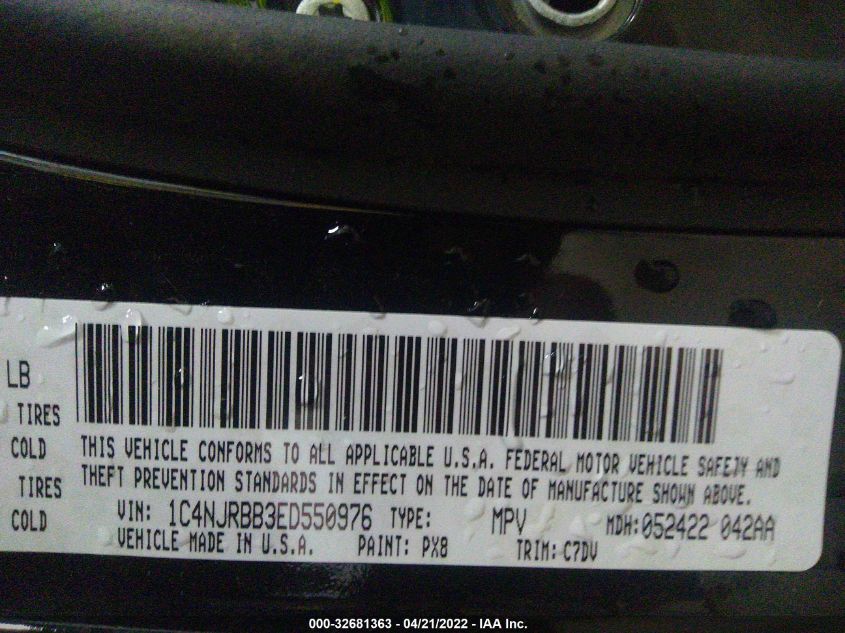 LB
TIRES
COLD
TIRES
COLD
THIS VEHICLE CONFORMS TO ALL APPLICABLE U.S.A. FEDERAL MOTOR VEHICLE SAFETY AND
THEFT PREVENTION STANDARDS IN EFFECT ON THE DATE OF MANUFACTURE SHOWN ABOVE.
VIN: 1C4NJRBB3ED550976 TYPE: MPV MDH:052422 042AA
VEHICLE MADE IN U.S.A. PAINT: PX8 TRIM: C7DV
000-32681363 - 04/21/2022 - IAA Inc.